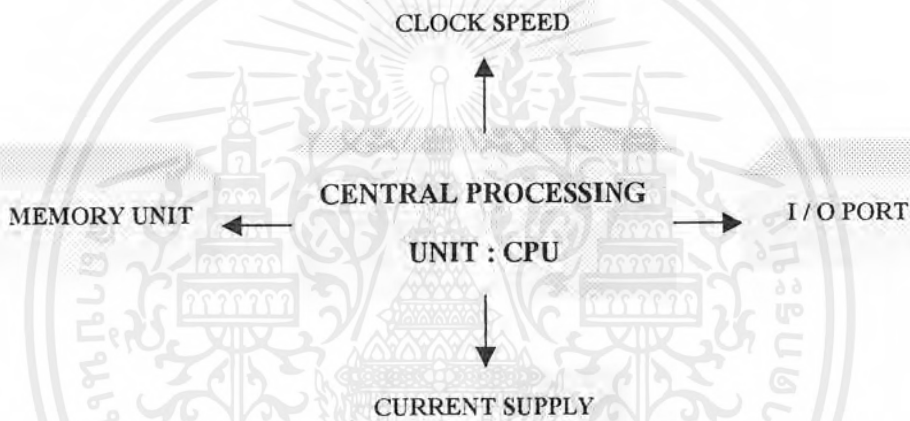 CLOCK SPEED
MEMORY UNIT
CENTRAL PROCESSING
UNIT : CPU
I / O PORT
CURRENT SUPPLY